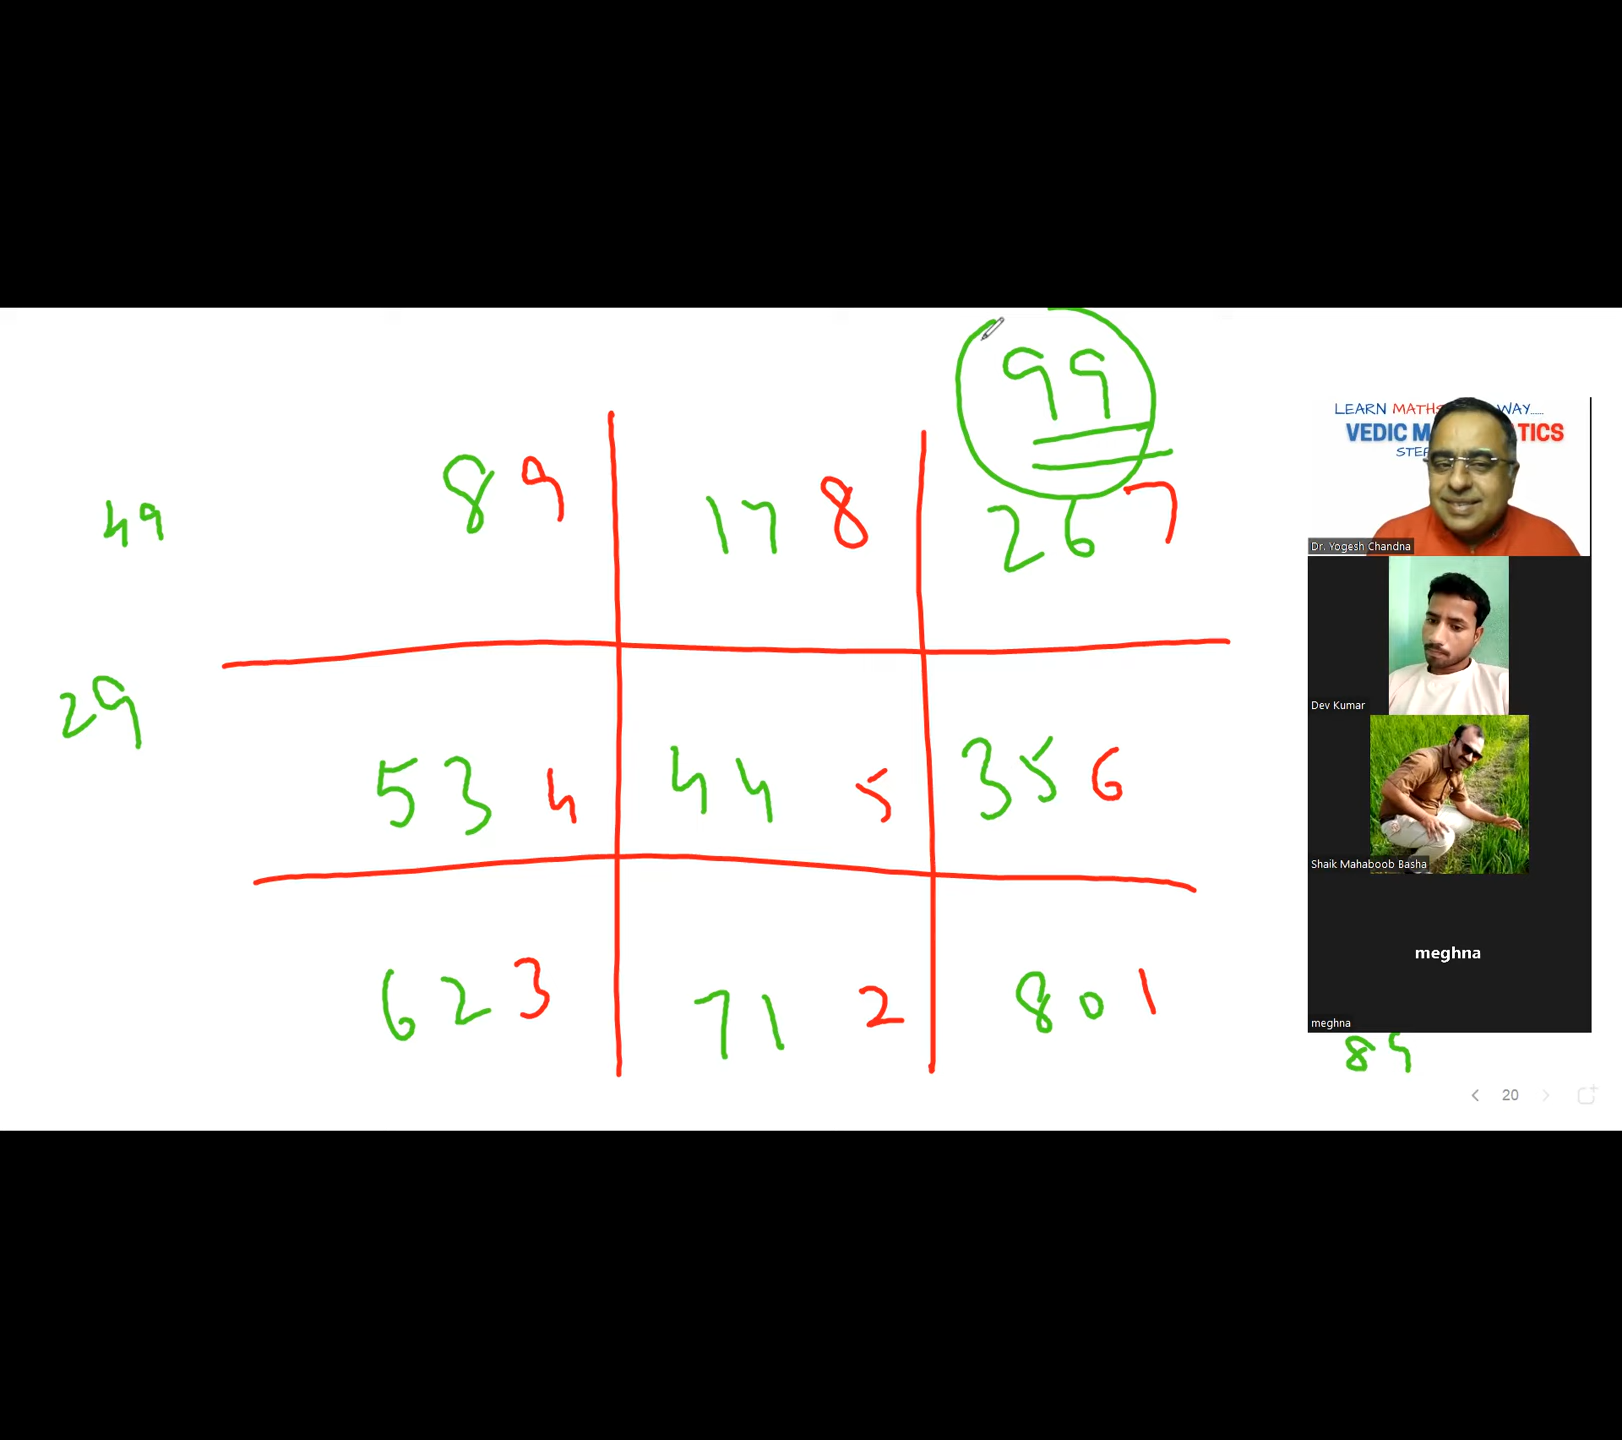 99
LEARN MATHS WAY......
VEDIC M TICS
STEP
49 89 178 267
Dr. Yogesh Chandna
29
Dev Kumar
534 445 356
Shaik Mahaboob Basha
meghna
623 712 801
meghna
89
20